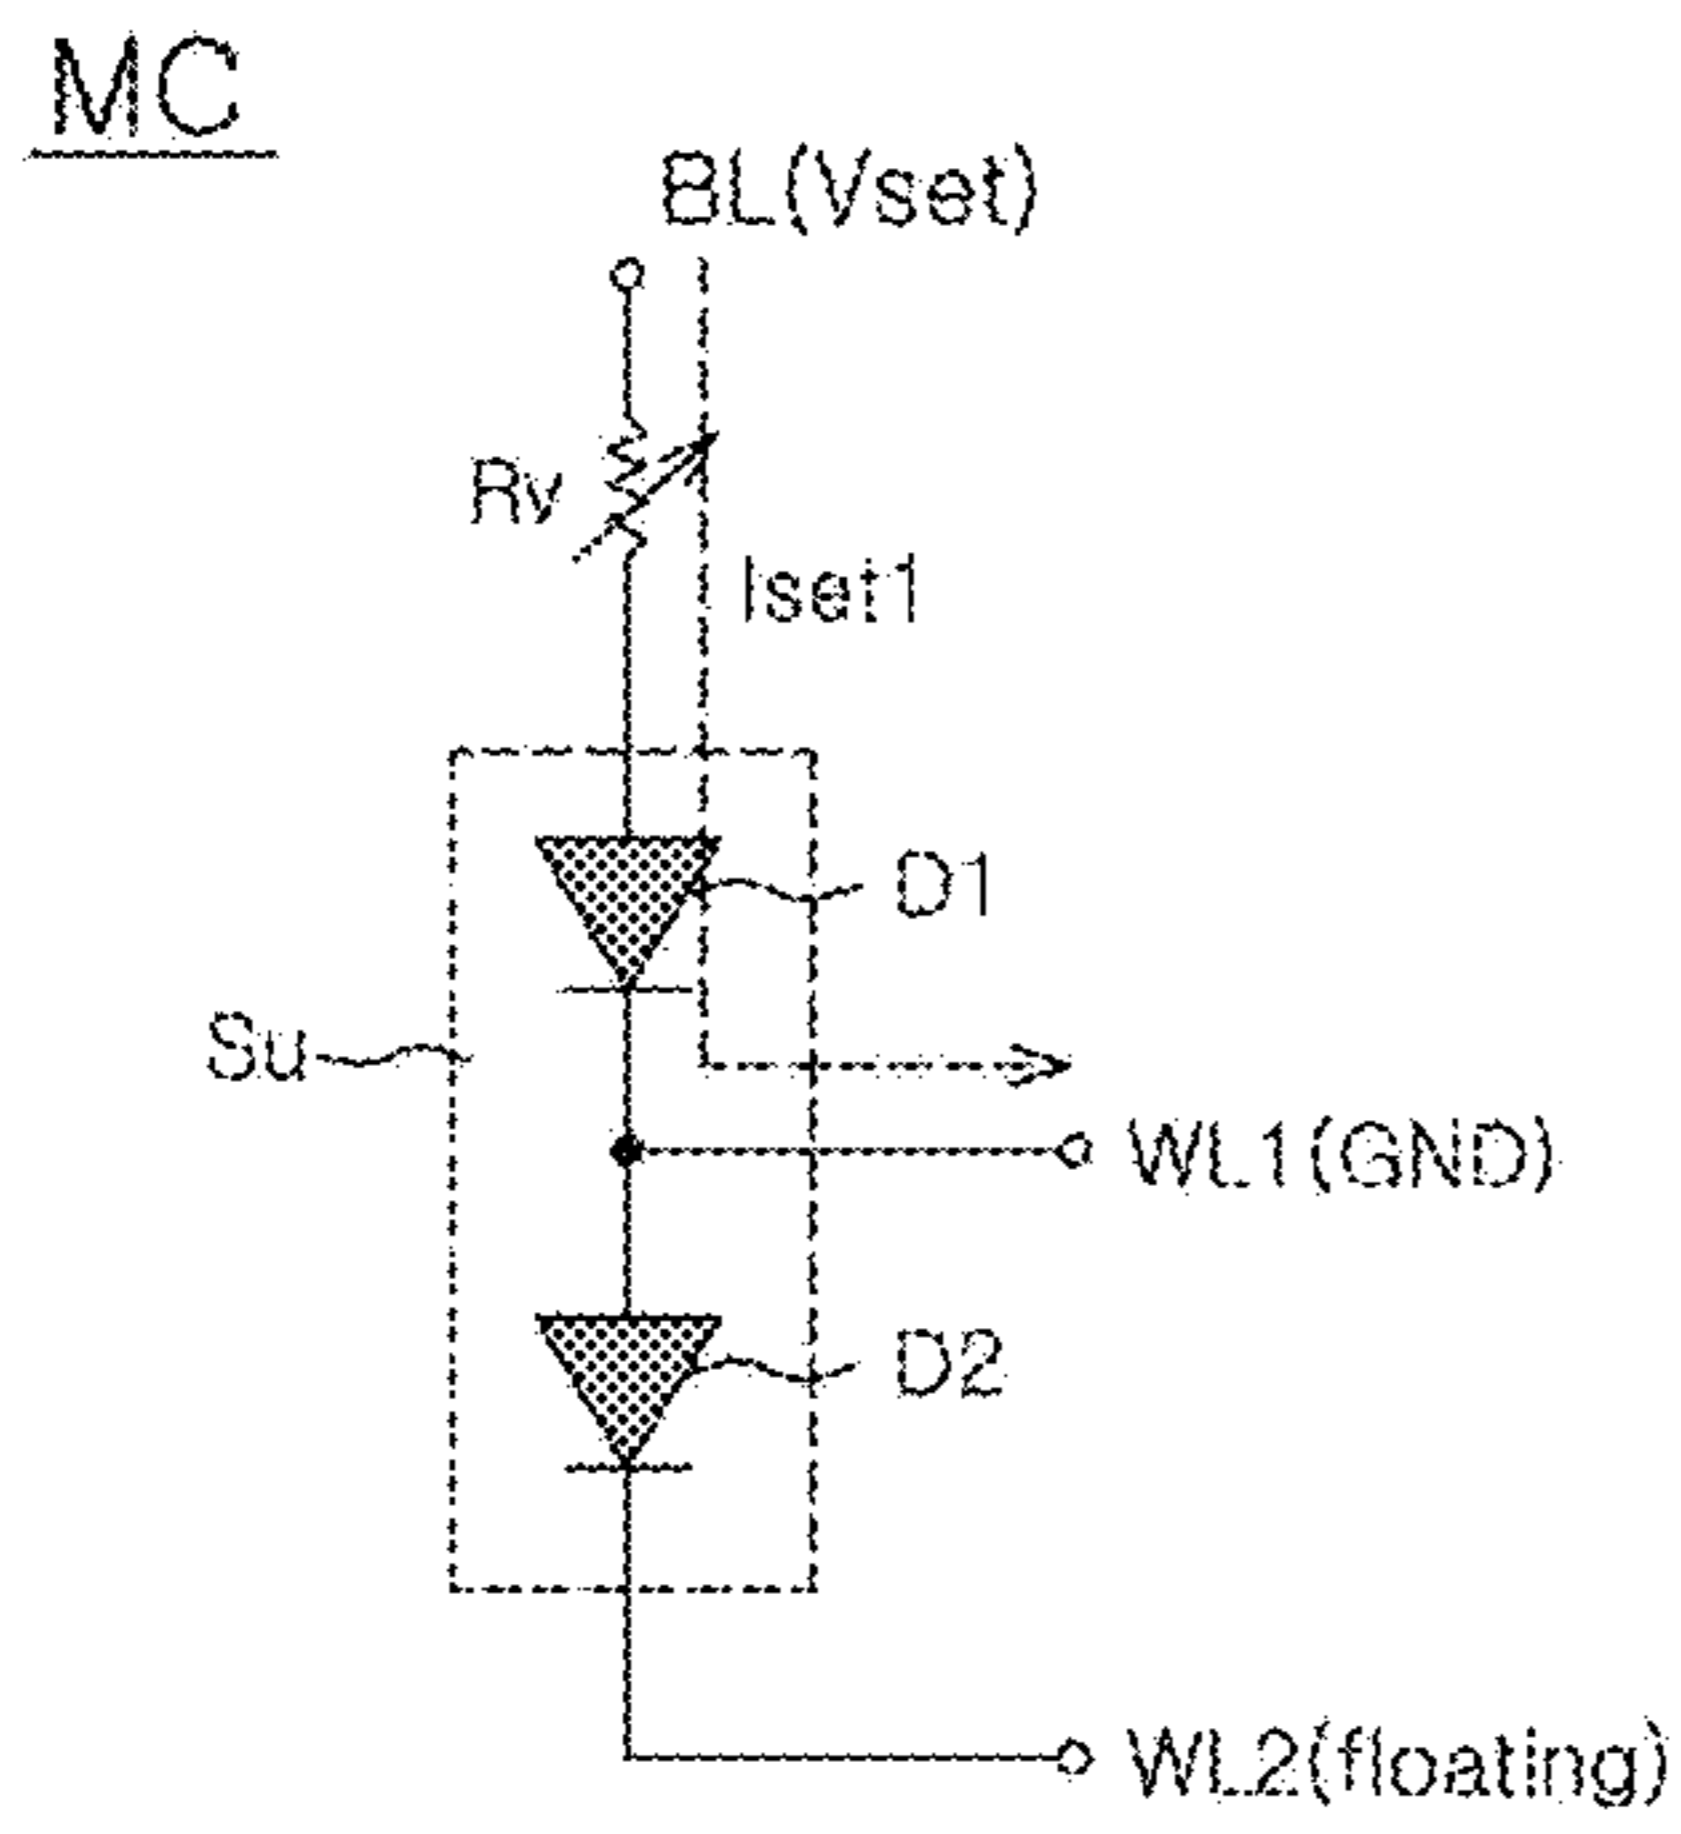 MC
BL(Vset)
Rv
Iset1
D1
Su
WL1(GND)
D2
WL2(floating)